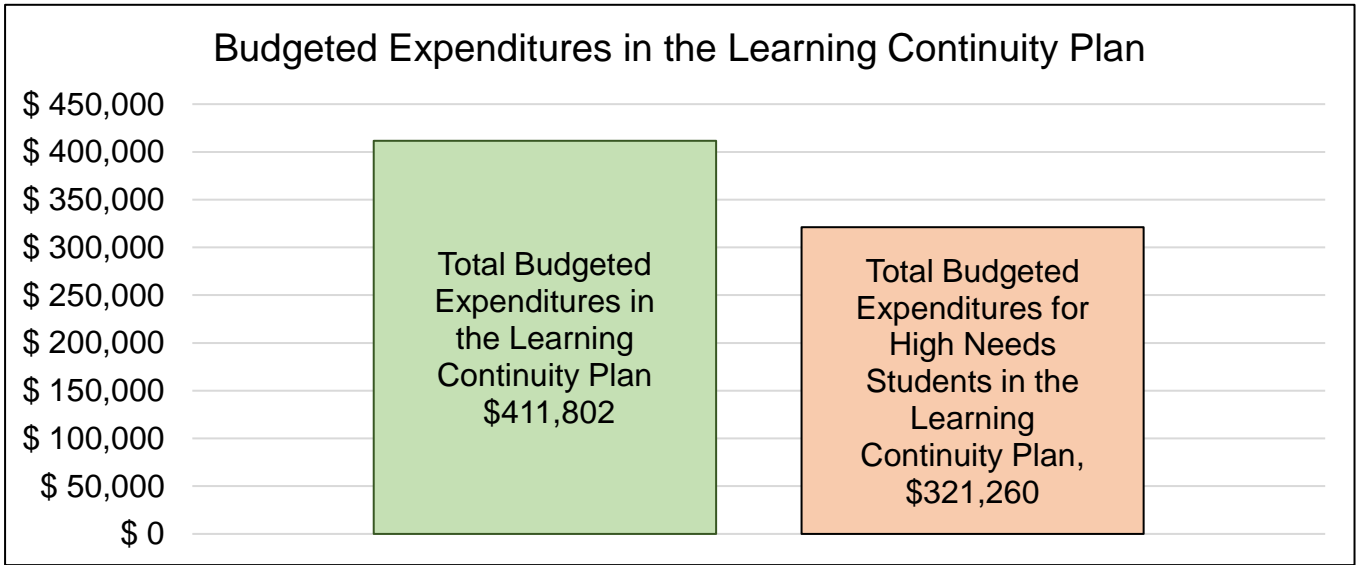 Budgeted Expenditures in the Learning Continuity Plan
$ 450,000
$ 400,000
$ 350,000
$ 300,000
$ 250,000
$ 200,000
$ 150,000
$ 100,000
$ 50,000
$ 0
Total Budgeted
Expenditures in
the Learning
Continuity Plan
$411,802
Total Budgeted
Expenditures for
High Needs
Students in the
Learning
Continuity Plan,
$321,260